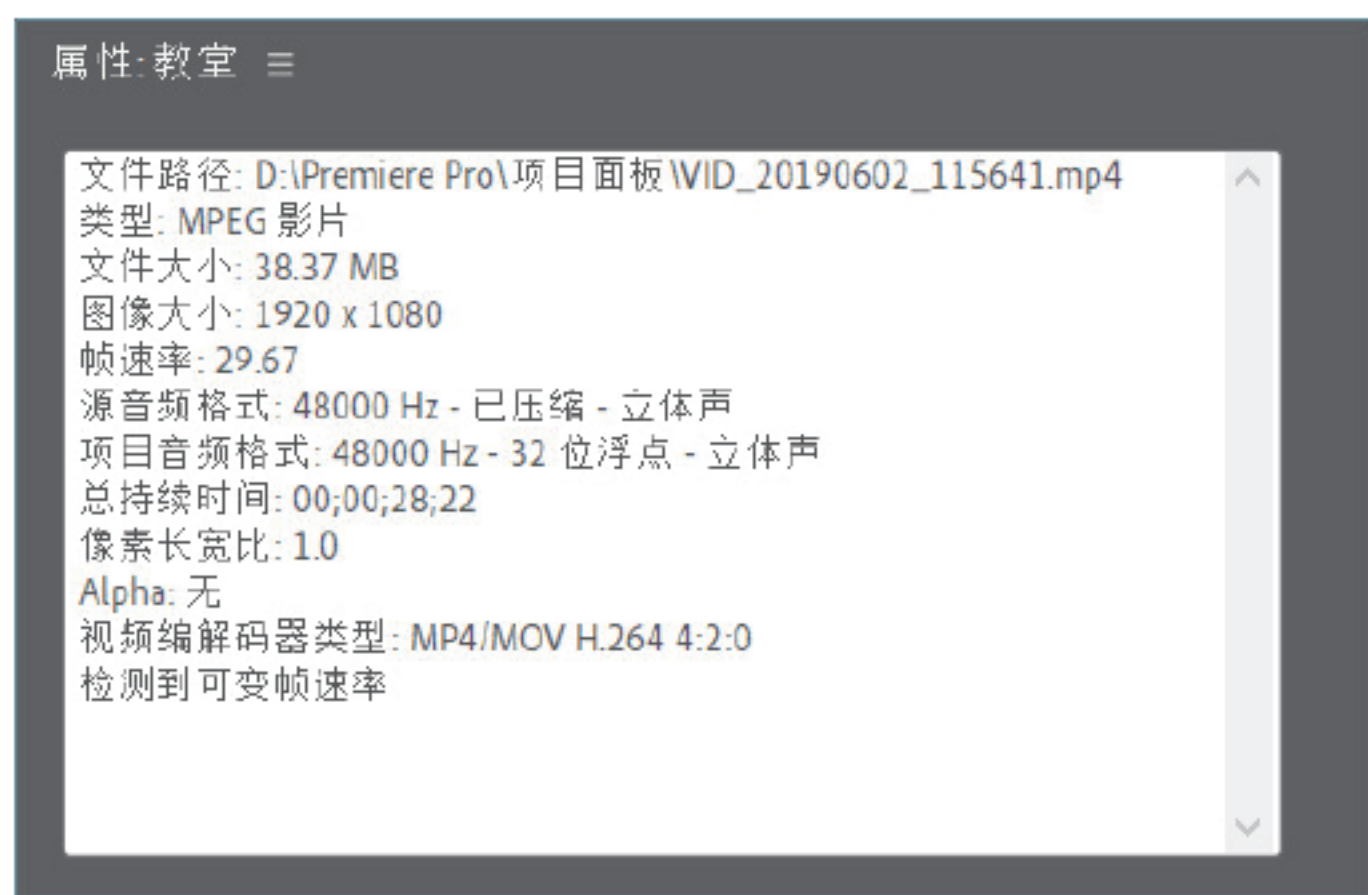 属性:教堂 ≡
文件路径: D:\Premiere Pro\项目面板\VID_20190602_115641.mp4
类型: MPEG 影片
文件大小: 38.37 MB
图像大小: 1920 x 1080
帧速率: 29.67
源音频格式: 48000 Hz - 已压缩 - 立体声
项目音频格式: 48000 Hz - 32 位浮点 - 立体声
总持续时间: 00;00;28;22
像素长宽比: 1.0
Alpha: 无
视频编解码器类型: MP4/MOV H.264 4:2:0
检测到可变帧速率